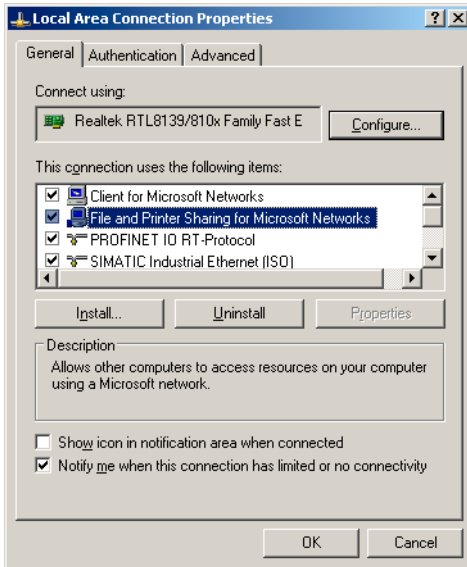 Local Area Connection Properties
General Authentication Advanced
Connect using:
Realtek RTL8139/810x Family Fast E
Configure...
This connection uses the following items:
Client for Microsoft Networks
File and Printer Sharing for Microsoft Networks
PROFINET IO RT-Protocol
SIMATIC Industrial Ethernet (ISO)
Install... Uninstall Properties
Description
Allows other computers to access resources on your computer
using a Microsoft network.
Show icon in notification area when connected
Notify me when this connection has limited or no connectivity
OK Cancel